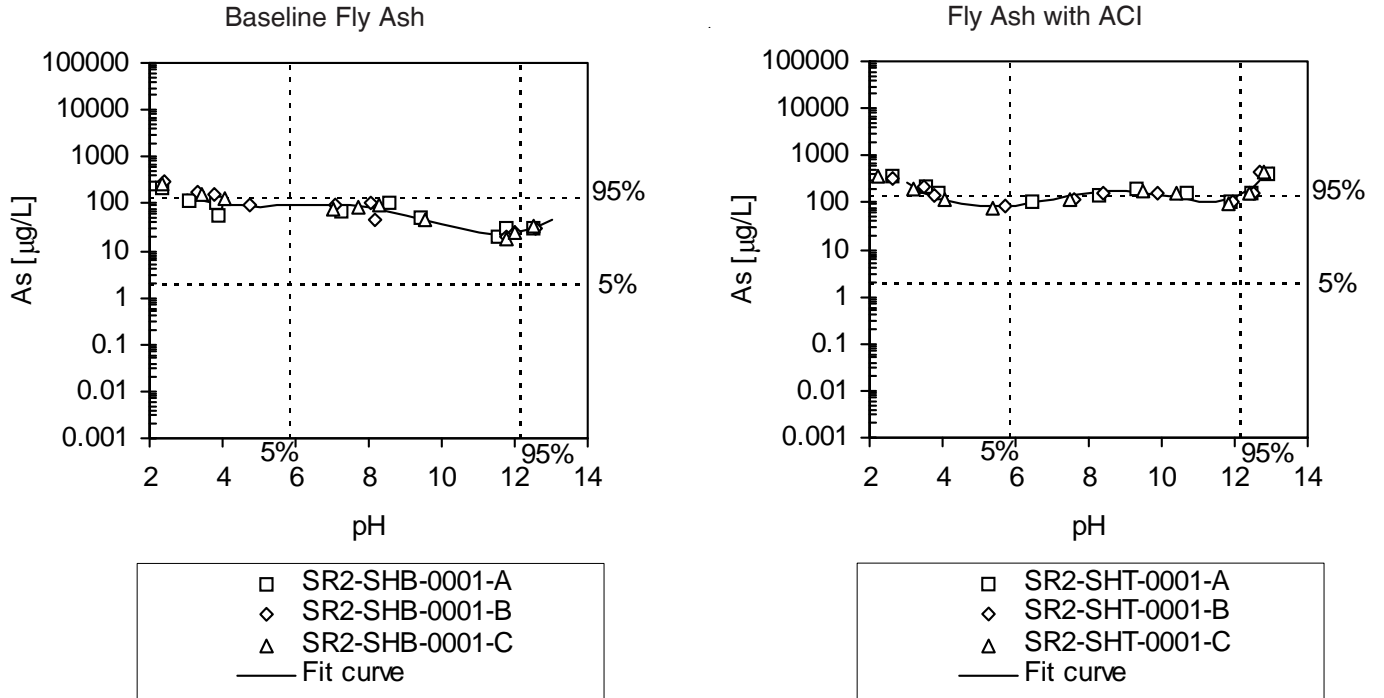 Baseline Fly Ash
100000
10000
1000
100
10
1
0.1
0.01
0.001
As [µg/L]
95%
5%
5%
95%
2 4 6 8 10 12 14
pH
SR2-SHB-0001-A
SR2-SHB-0001-B
SR2-SHB-0001-C
Fit curve
Fly Ash with ACI
100000
10000
1000
100
10
1
0.1
0.01
0.001
As [µg/L]
95%
5%
5%
95%
2 4 6 8 10 12 14
pH
SR2-SHT-0001-A
SR2-SHT-0001-B
SR2-SHT-0001-C
Fit curve